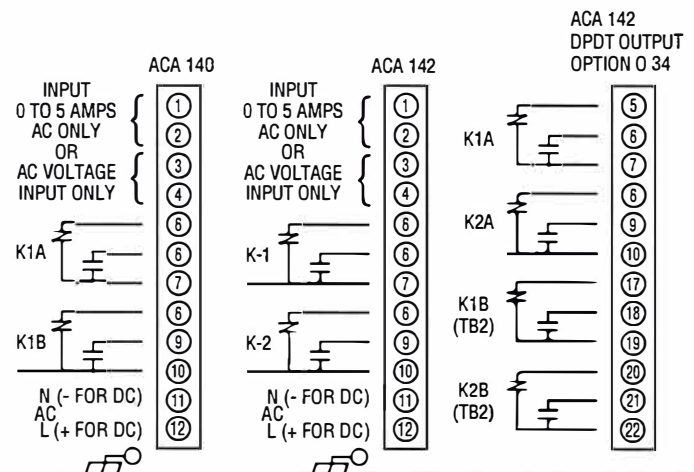 ACA 140
INPUT
0 TO 5 AMPS
AC ONLY
OR
AC VOLTAGE
INPUT ONLY
K1A
K1B
N (- FOR DC)
AC
L (+ FOR DC)
1
2
3
4
6
6
7
6
9
10
11
12
ACA 142
INPUT
0 TO 5 AMPS
AC ONLY
OR
AC VOLTAGE
INPUT ONLY
K-1
K-2
N (- FOR DC)
AC
L (+ FOR DC)
1
2
3
4
6
6
7
6
9
10
11
12
ACA 142
DPDT OUTPUT
OPTION O 34
K1A
K2A
K1B
(TB2)
K2B
(TB2)
5
6
7
6
9
10
17
18
19
20
21
22